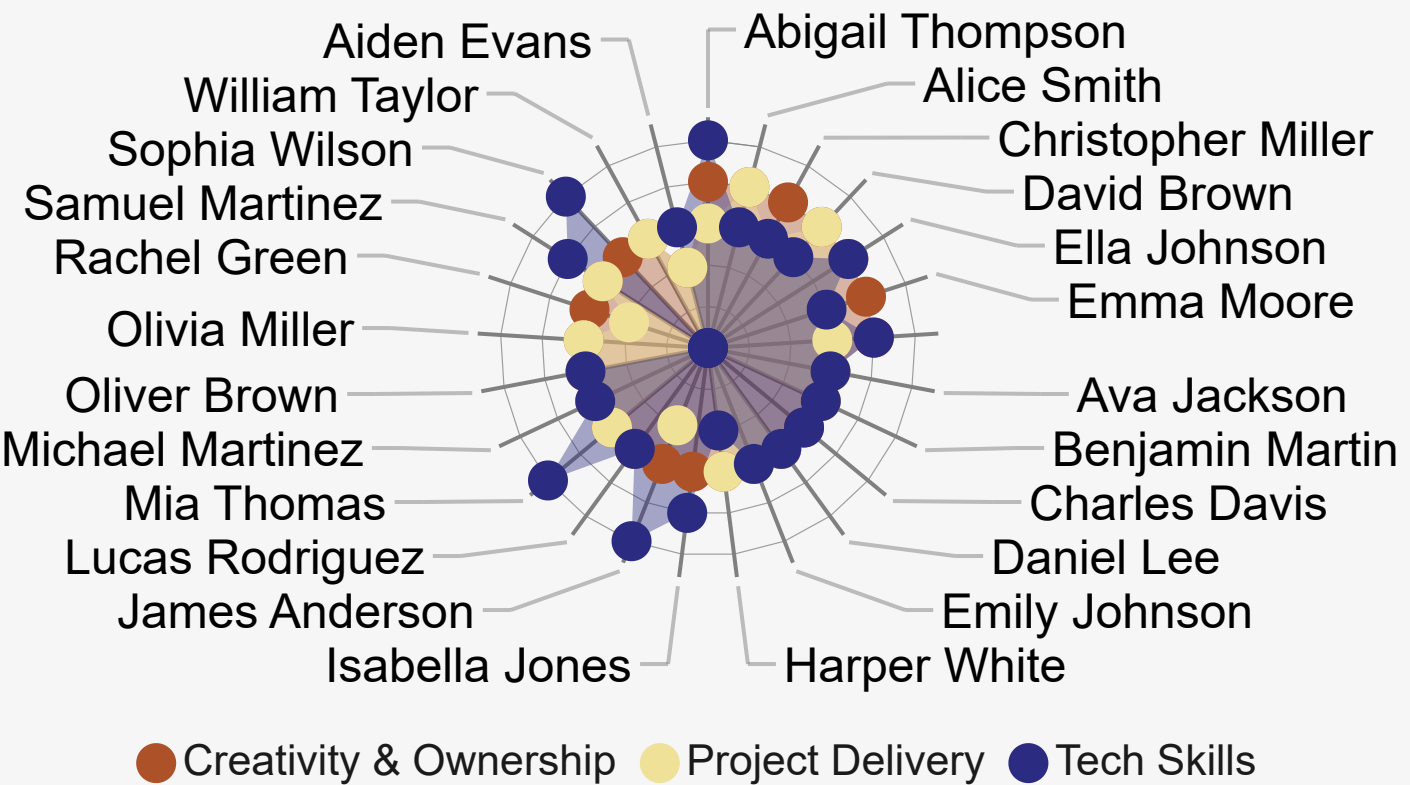 Aiden Evans
Abigail Thompson
William Taylor
Alice Smith
Sophia Wilson
Christopher Miller
Samuel Martinez
David Brown
Rachel Green
Ella Johnson
Olivia Miller
Emma Moore
Oliver Brown
Ava Jackson
Michael Martinez
Benjamin Martin
Mia Thomas
Charles Davis
Lucas Rodriguez
Daniel Lee
James Anderson
Emily Johnson
Isabella Jones
Harper White
Creativity & Ownership Project Delivery Tech Skills